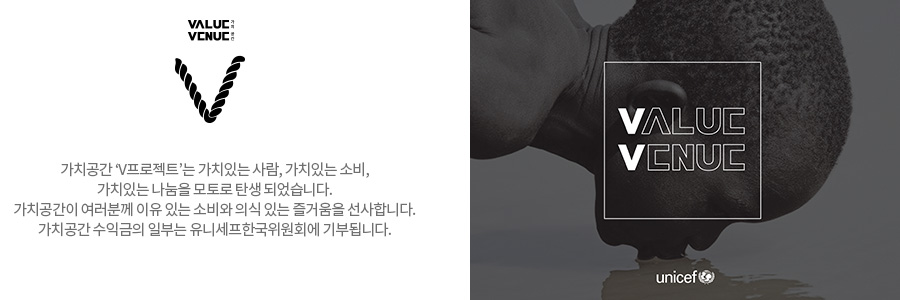 VALUE 가치
VENUE 공간
가치공간 ‘V프로젝트’는 가치있는 사람, 가치있는 소비,
가치있는 나눔을 모토로 탄생 되었습니다.
가치공간이 여러분께 이유 있는 소비와 의식 있는 즐거움을 선사합니다.
가치공간 수익금의 일부는 유니세프한국위원회에 기부됩니다.
VALUE
VENUE
unicef